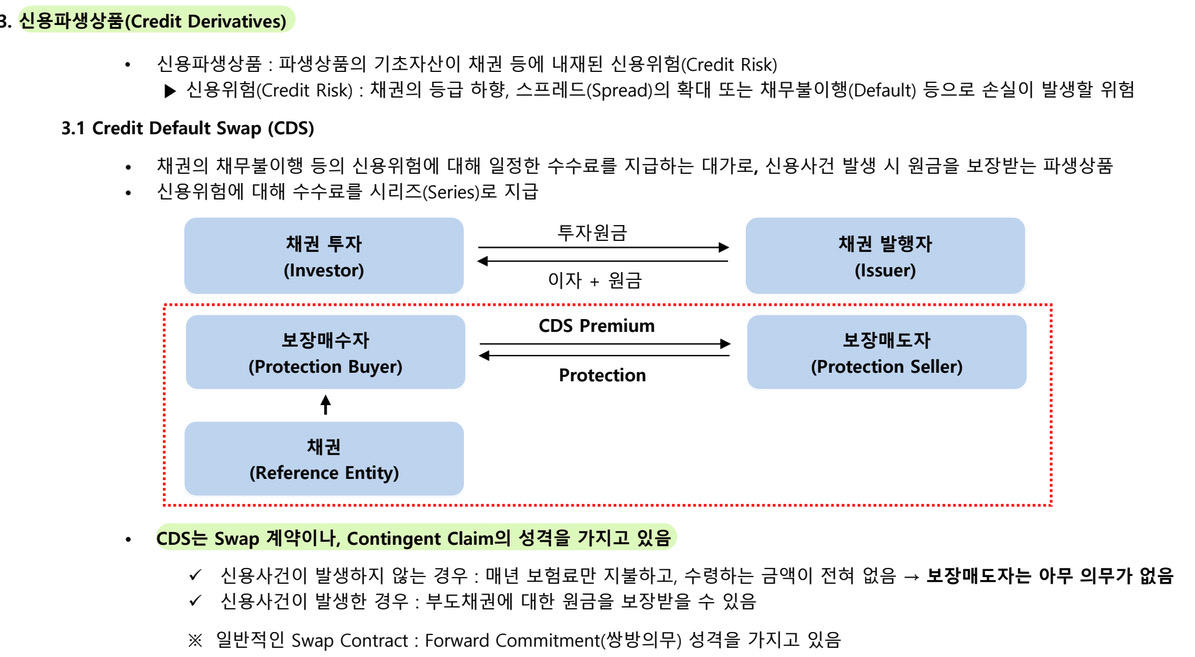 3. 신용파생상품(Credit Derivatives)
• 신용파생상품 : 파생상품의 기초자산이 채권 등에 내재된 신용위험(Credit Risk)
▶ 신용위험(Credit Risk) : 채권의 등급 하향, 스프레드(Spread)의 확대 또는 채무불이행(Default) 등으로 손실이 발생할 위험
3.1 Credit Default Swap (CDS)
• 채권의 채무불이행 등의 신용위험에 대해 일정한 수수료를 지급하는 대가로, 신용사건 발생 시 원금을 보장받는 파생상품
• 신용위험에 대해 수수료를 시리즈(Series)로 지급
채권 투자
(Investor)
투자원금
이자 + 원금
채권 발행자
(Issuer)
보장매수자
(Protection Buyer)
CDS Premium
Protection
보장매도자
(Protection Seller)
채권
(Reference Entity)
• CDS는 Swap 계약이나, Contingent Claim의 성격을 가지고 있음
✓ 신용사건이 발생하지 않는 경우 : 매년 보험료만 지불하고, 수령하는 금액이 전혀 없음 → 보장매도자는 아무 의무가 없음
✓ 신용사건이 발생한 경우 : 부도채권에 대한 원금을 보장받을 수 있음
※ 일반적인 Swap Contract : Forward Commitment(쌍방의무) 성격을 가지고 있음